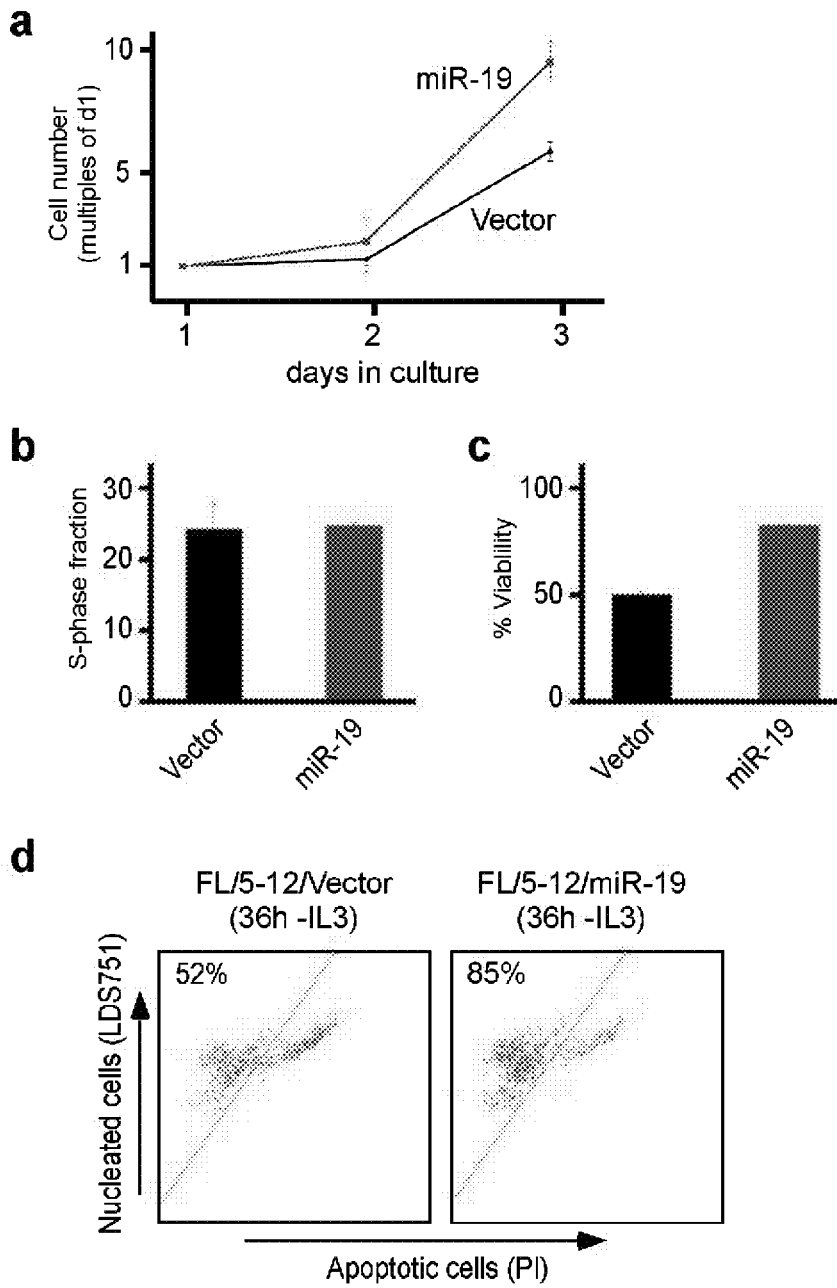 a
10
5
1
Cell number
(multiples of d1)
miR-19
Vector
1 2 3
days in culture
b
30
20
10
0
S-phase fraction
Vector
miR-19
c
100
50
0
% Viablility
Vector
miR-19
d
FL/5-12/Vector
(36h -IL3)
FL/5-12/miR-19
(36h -IL3)
52%
85%
Nucleated cells (LDS751)
Apoptotic cells (PI)